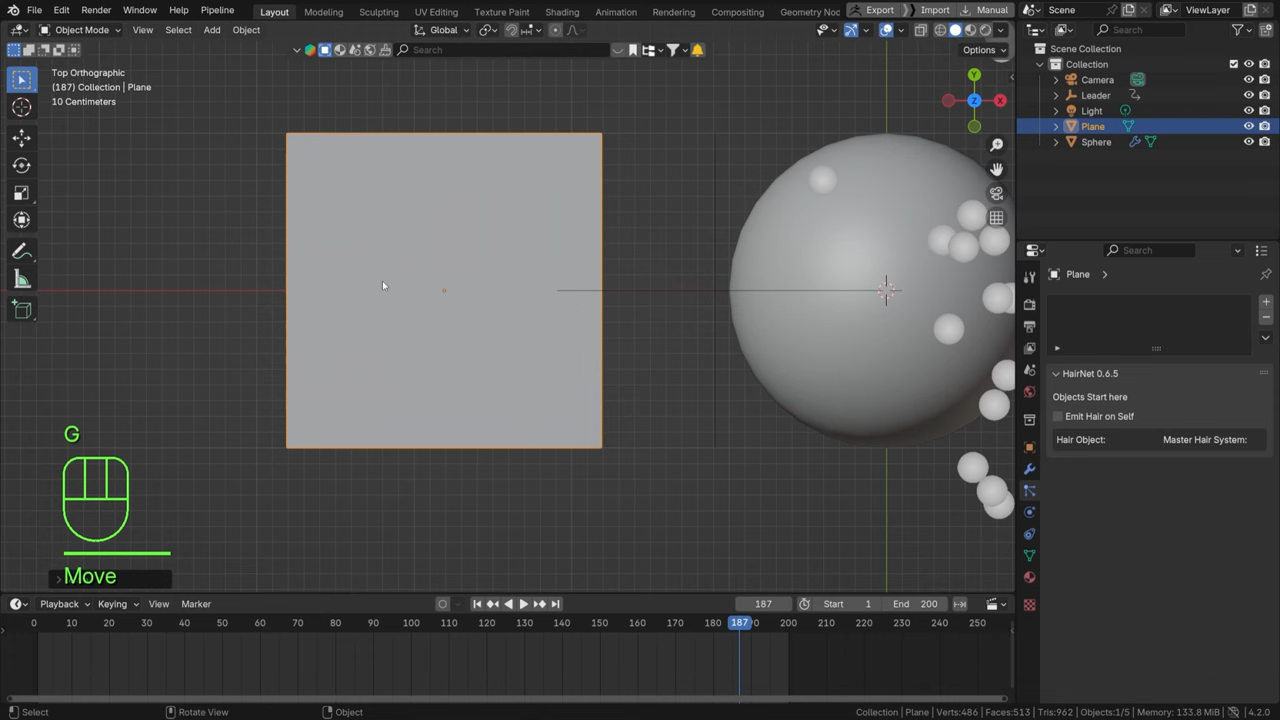 File Edit Window Help Pipeline
Layout Modeling Sculpting UV Editing Texture Paint Shading Animation Rendering Compositing Geometry Noc
Export Import Manual
Scene
ViewLayer
Object Mode View Select Add Object
Global
Search
Search
Options
Top Orthographic
(187) Collection | Plane
10 Centimeters
Y
Z
X
Scene Collection
Collection
Camera
Leader
Light
Plane
Sphere
Search
Plane
HairNet 0.6.5
Objects Start here
Emit Hair on Self
Hair Object: Master Hair System:
G
Move
Playback Keying View Marker
187
Start 1 End 200
0 10 20 30 40 50 60 70 80 90 100 110 120 130 140 150 160 170 180 187 90 200 210 220 230 240 250
Select Rotate View Object
Collection | Plane | Verts:486 | Faces:513 | Tris:962 | Objects:1/5 | Memory: 133.8 MiB | 4.2.0